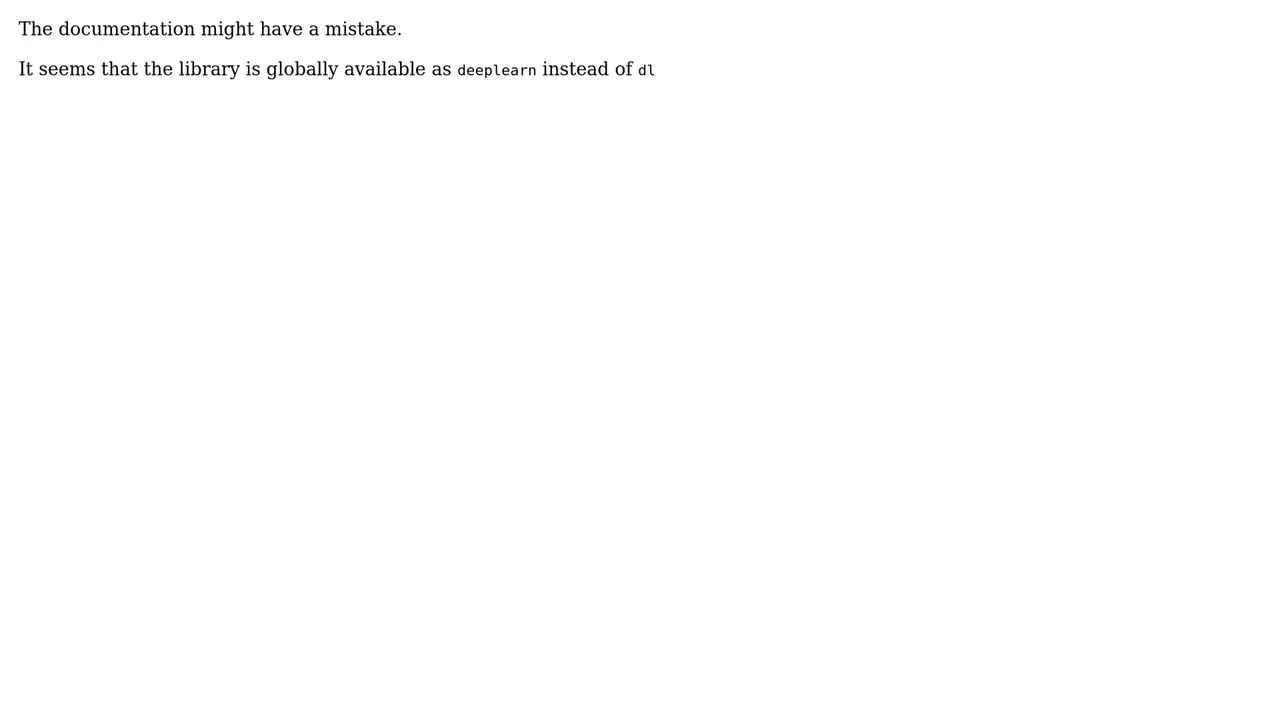 The documentation might have a mistake.
It seems that the library is globally available as deeplearn instead of dl